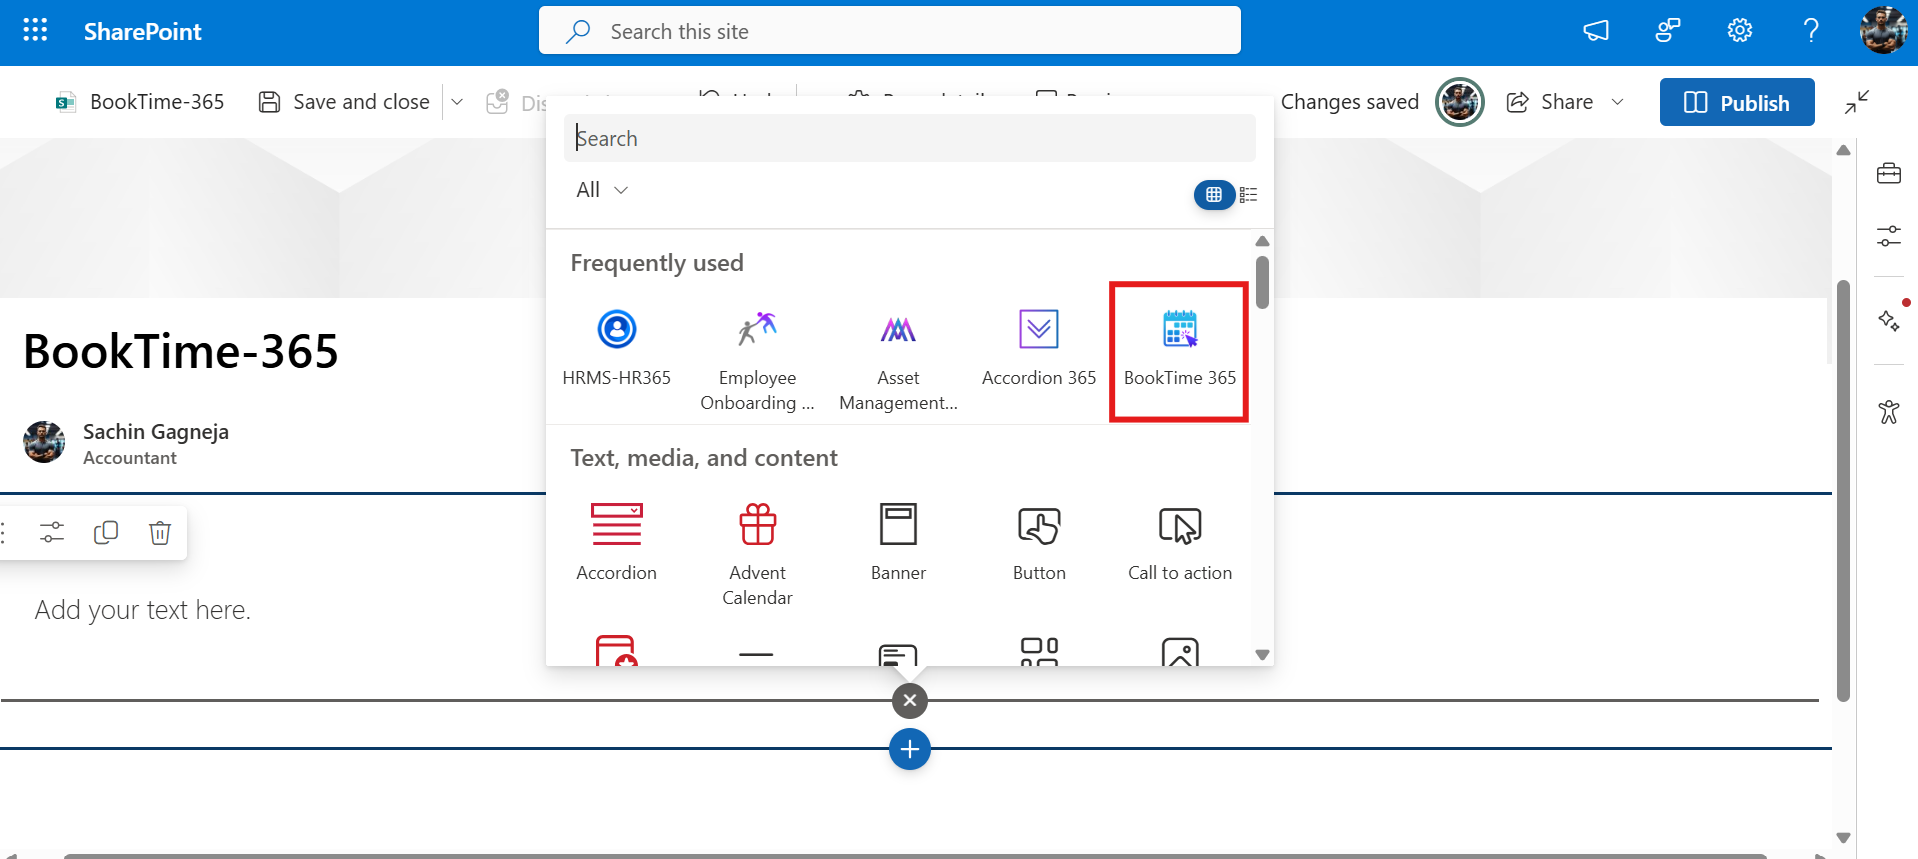 SharePoint
Search this site
BookTime-365
Save and close
Changes saved
Share
Publish
Search
All
Frequently used
HRMS-HR365
Employee Onboarding ...
Asset Management...
Accordion 365
BookTime 365
BookTime-365
Sachin Gagneja
Accountant
Text, media, and content
Accordion
Advent Calendar
Banner
Button
Call to action
Add your text here.